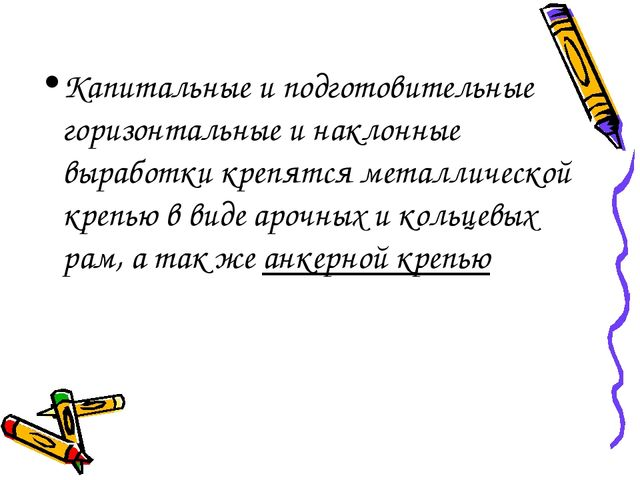 • Капитальные и подготовительные
горизонтальные и наклонные
выработки крепятся металлической
крепью в виде арочных и кольцевых
рам, а так же анкерной крепью